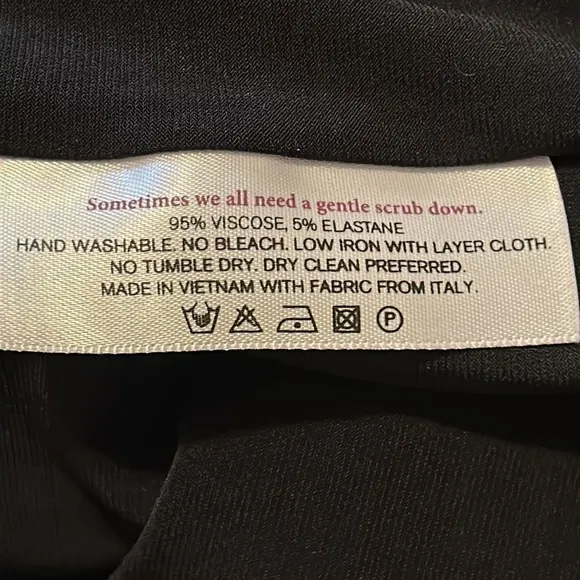 Sometimes we all need a gentle scrub down.
95% VISCOSE, 5% ELASTANE
HAND WASHABLE. NO BLEACH. LOW IRON WITH LAYER CLOTH.
NO TUMBLE DRY. DRY CLEAN PREFERRED.
MADE IN VIETNAM WITH FABRIC FROM ITALY.
P